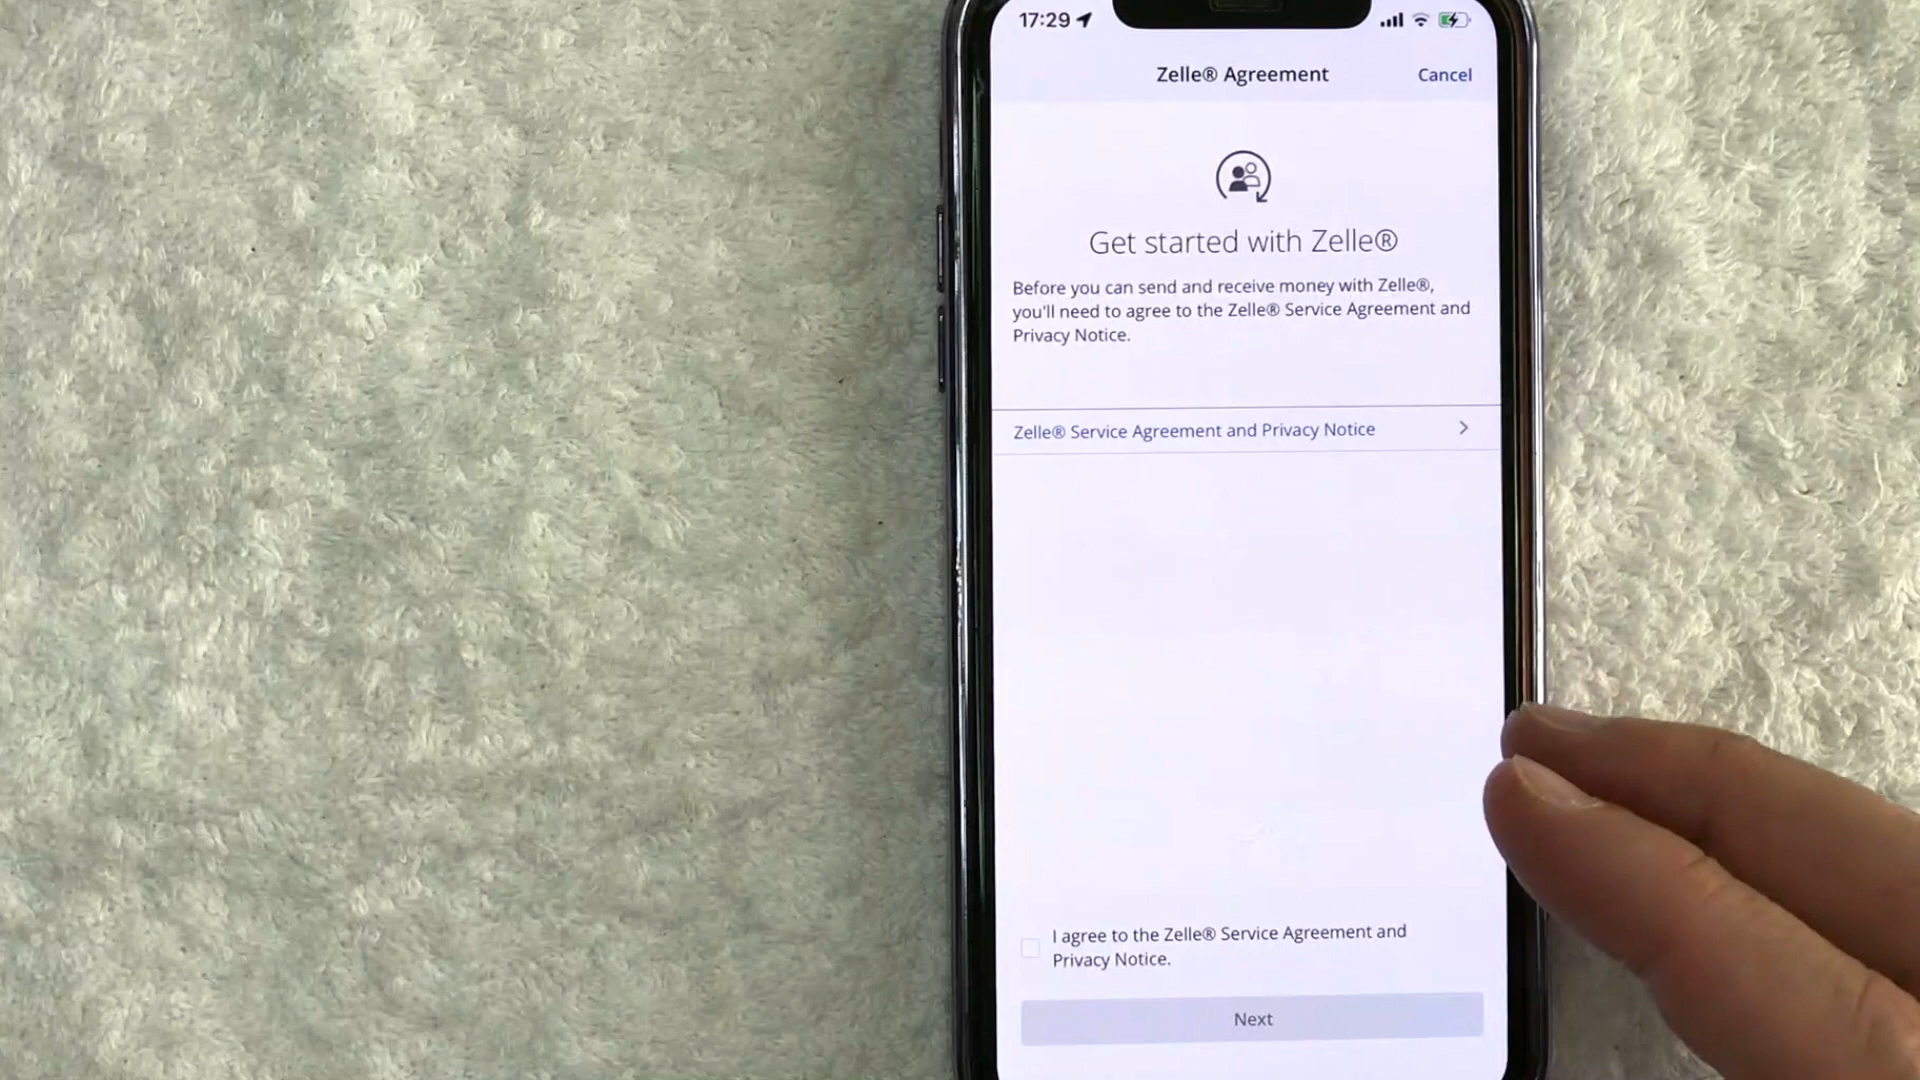 17:29
Zelle® Agreement
Cancel
Get started with Zelle®
Before you can send and receive money with Zelle®,
you'll need to agree to the Zelle® Service Agreement and
Privacy Notice.
Zelle® Service Agreement and Privacy Notice
I agree to the Zelle® Service Agreement and
Privacy Notice.
Next